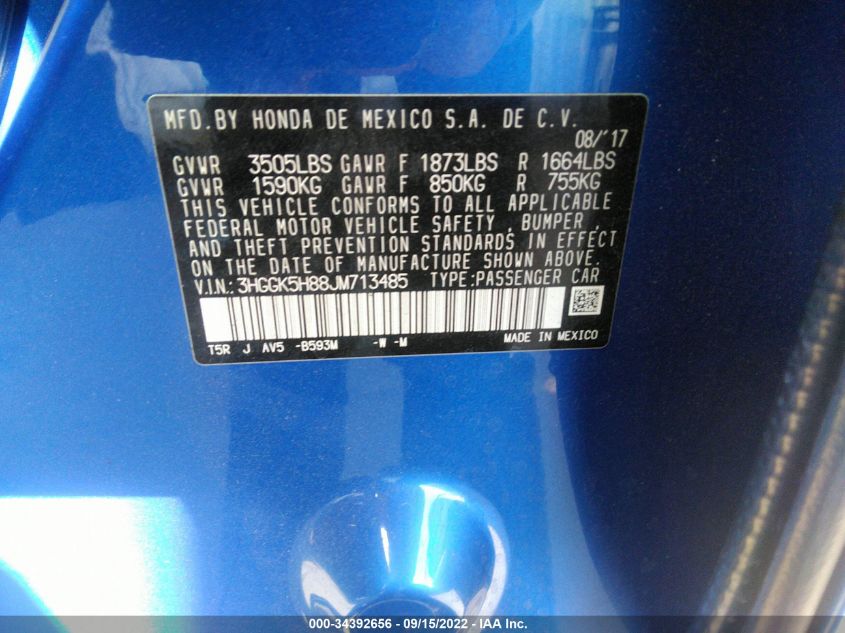 MFD.BY HONDA DE MEXICO S.A. DE C.V.
08/'17
GVWR 3505LBS GAWR F 1873LBS R 1664LBS
GVWR 1590KG GAWR F 850KG R 755KG
THIS VEHICLE CONFORMS TO ALL APPLICABLE
FEDERAL MOTOR VEHICLE SAFETY , BUMPER ,
AND THEFT PREVENTION STANDARDS IN EFFECT
ON THE DATE OF MANUFACTURE SHOWN ABOVE.
V.I.N.: 3HGGK5H88JM713485 TYPE:PASSENGER CAR
T5R J AV5 -B593M -W -M MADE IN MEXICO
000-34392656 - 09/15/2022 - IAA Inc.